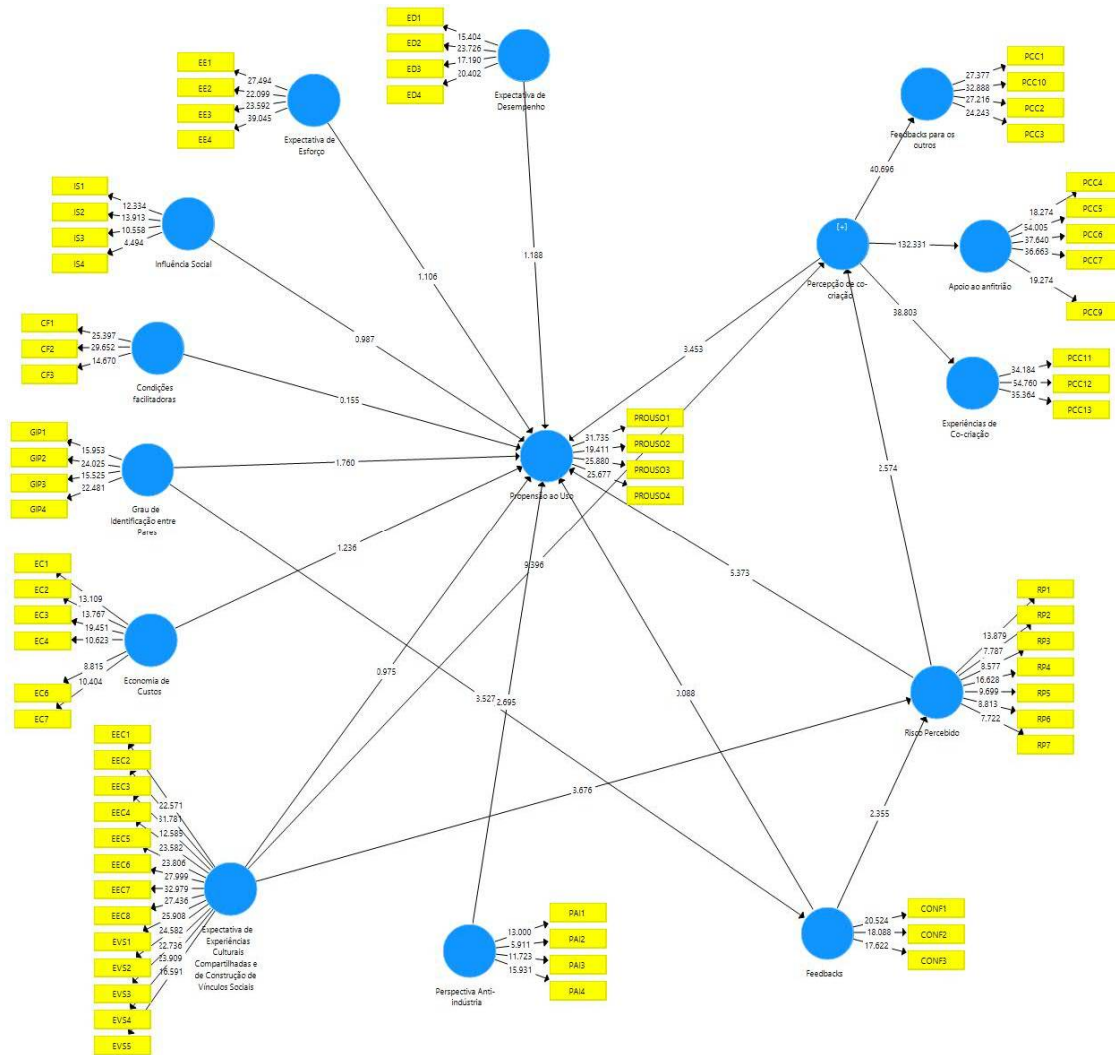 ED1
ED2
ED3
ED4
15.404
23.726
17.190
20.402
Expectativa de
Desempenho
EE1
EE2
EE3
EE4
27.494
22.099
23.592
39.045
Expectativa de
Esforço
IS1
IS2
IS3
IS4
12.334
13.913
10.558
4.494
Influência Social
CF1
CF2
CF3
25.397
29.652
14.670
Condições
facilitadoras
GIP1
GIP2
GIP3
GIP4
15.953
24.025
15.525
22.481
Grau de
Identificação entre
Pares
EC1
EC2
EC3
EC4
EC6
EC7
13.109
13.767
19.451
10.623
8.815
10.404
Economia de
Custos
EEC1
EEC2
EEC3
EEC4
EEC5
EEC6
EEC7
EEC8
EVS1
EVS2
EVS3
EVS4
EVS5
22.571
12.585
23.582
23.806
27.999
32.979
27.436
25.908
24.582
16.591
Expectativa de
Experiências
Culturais
Compartilhadas e
de Construção de
Vínculos Sociais
1.188
1.106
0.987
0.155
1.760
1.236
0.975
9.396
3.527
2.695
3.676
3.453
5.373
2.574
2.355
PROUSO1
PROUSO2
PROUSO3
PROUSO4
31.735
19.411
25.880
25.677
Propensão ao Uso
PCC1
PCC10
PCC2
PCC3
27.377
32.888
27.216
24.243
Feedbacks para os
outros
40.696
[+]
Percepção de co-
criação
132.331
38.803
PCC4
PCC5
PCC6
PCC7
PCC9
18.274
54.005
37.640
36.663
19.274
Apoio ao anfitrião
PCC11
PCC12
PCC13
34.184
54.760
35.364
Experiências de
Co-criação
RP1
RP2
RP3
RP4
RP5
RP6
RP7
13.879
7.787
8.577
16.628
9.699
8.813
7.722
Risco Percebido
CONF1
CONF2
CONF3
20.524
18.088
17.622
Feedbacks
PAI1
PAI2
PAI3
PAI4
13.000
5.911
11.723
15.931
Perspectiva Anti-
indústria